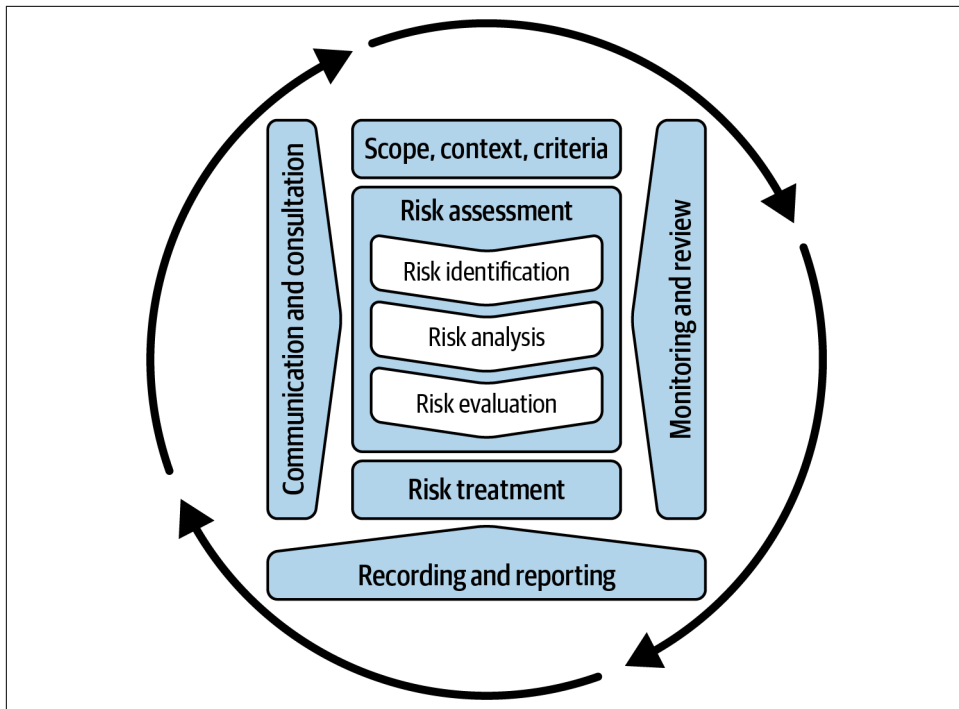 Scope, context, criteria
Communication and consultation
Risk assessment
Risk identification
Risk analysis
Risk evaluation
Risk treatment
Monitoring and review
Recording and reporting